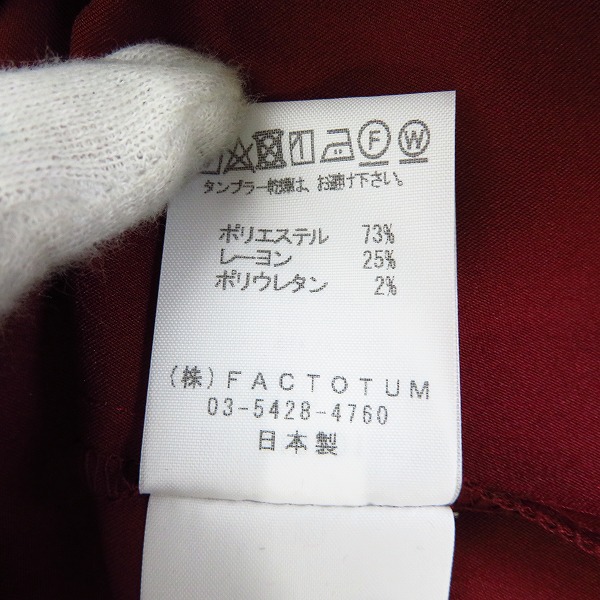 F W
タンブラー乾燥は、お避け下さい。
ポリエステル 73%
レーヨン 25%
ポリウレタン 2%
(株)FACTOTUM
03-5428-4760
日本製